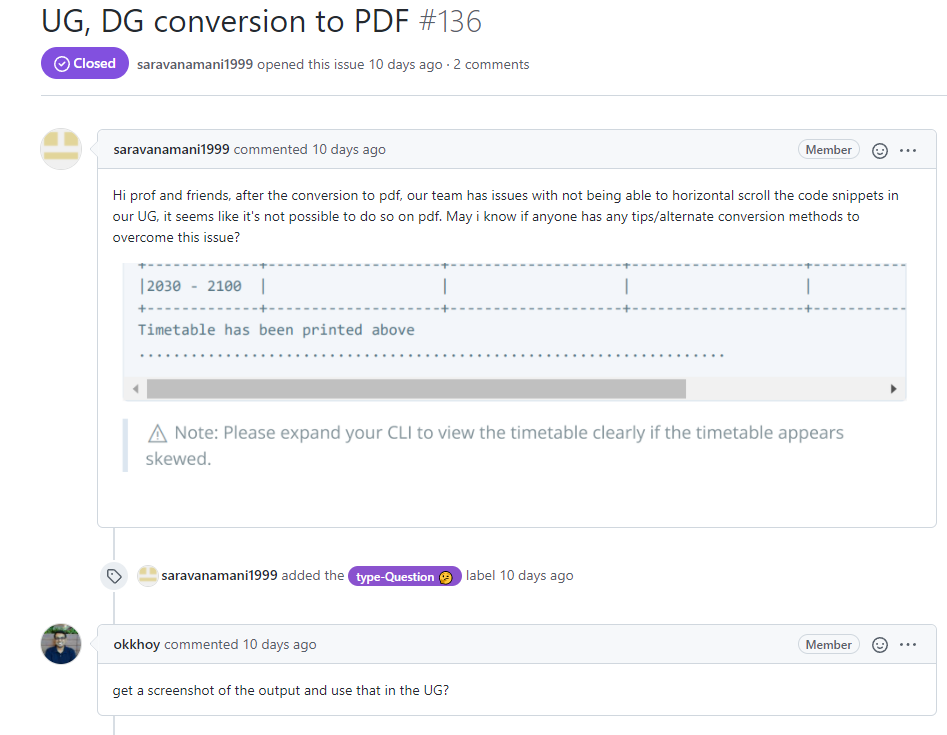 UG, DG conversion to PDF #136
Closed saravanamani1999 opened this issue 10 days ago · 2 comments
saravanamani1999 commented 10 days ago Member
Hi prof and friends, after the conversion to pdf, our team has issues with not being able to horizontal scroll the code snippets in
our UG, it seems like it's not possible to do so on pdf. May i know if anyone has any tips/alternate conversion methods to
overcome this issue?
+-------------+--------------------+--------------------+--------------------+-----------
|2030 - 2100 | | | |
+-------------+--------------------+--------------------+--------------------+-----------
Timetable has been printed above
......................................................................
⚠ Note: Please expand your CLI to view the timetable clearly if the timetable appears
skewed.
saravanamani1999 added the type-Question 🤔 label 10 days ago
okkhoy commented 10 days ago Member
get a screenshot of the output and use that in the UG?